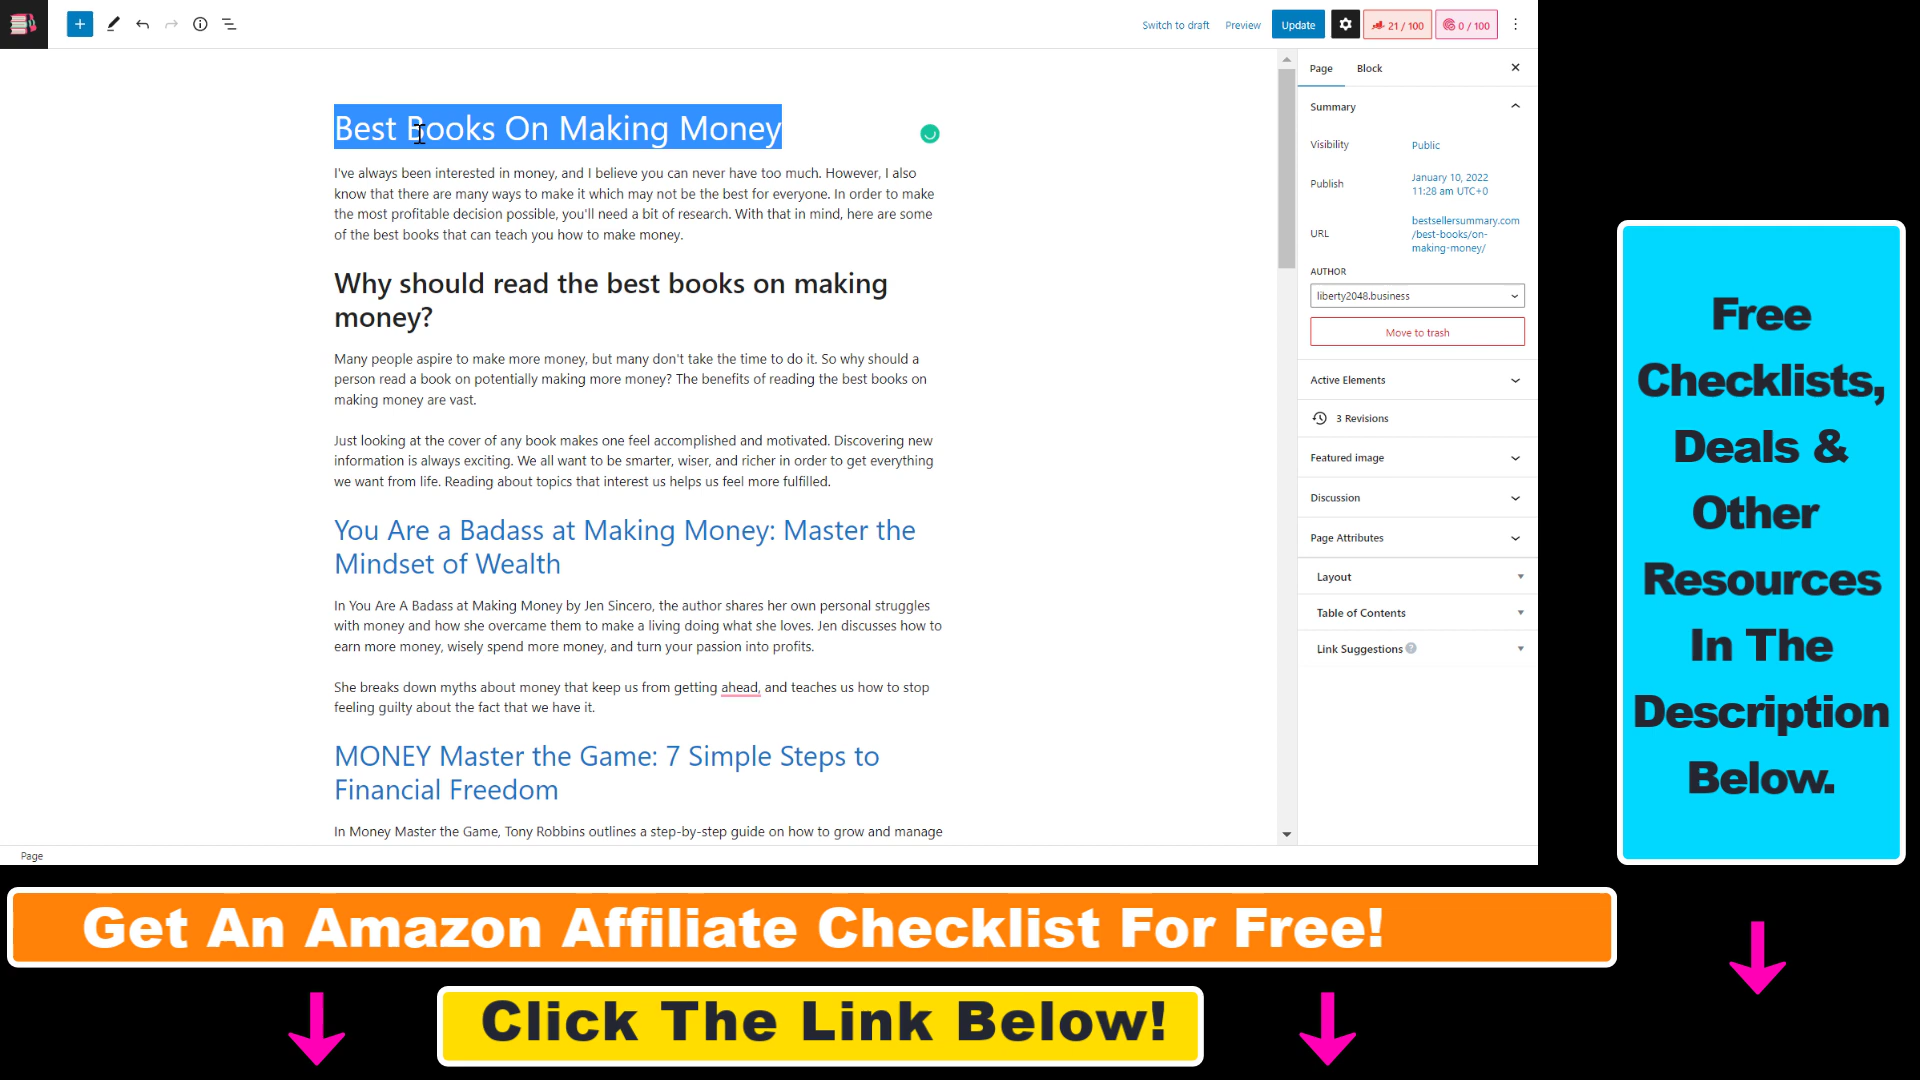 Switch to draft
Preview
Update
21 / 100
0 / 100
Best Books On Making Money
I've always been interested in money, and I believe you can never have too much. However, I also
know that there are many ways to make it which may not be the best for everyone. In order to make
the most profitable decision possible, you'll need a bit of research. With that in mind, here are some
of the best books that can teach you how to make money.
Why should read the best books on making
money?
Many people aspire to make more money, but many don't take the time to do it. So why should a
person read a book on potentially making more money? The benefits of reading the best books on
making money are vast.
Just looking at the cover of any book makes one feel accomplished and motivated. Discovering new
information is always exciting. We all want to be smarter, wiser, and richer in order to get everything
we want from life. Reading about topics that interest us helps us feel more fulfilled.
You Are a Badass at Making Money: Master the
Mindset of Wealth
In You Are A Badass at Making Money by Jen Sincero, the author shares her own personal struggles
with money and how she overcame them to make a living doing what she loves. Jen discusses how to
earn more money, wisely spend more money, and turn your passion into profits.
She breaks down myths about money that keep us from getting ahead, and teaches us how to stop
feeling guilty about the fact that we have it.
MONEY Master the Game: 7 Simple Steps to
Financial Freedom
In Money Master the Game, Tony Robbins outlines a step-by-step guide on how to grow and manage
Page
Page
Block
Summary
Visibility
Public
Publish
January 10, 2022
11:28 am UTC+0
URL
bestsellersummary.com
/best-books/on-
making-money/
AUTHOR
liberty2048.business
Move to trash
Active Elements
3 Revisions
Featured image
Discussion
Page Attributes
Layout
Table of Contents
Link Suggestions
?
Free
Checklists,
Deals &
Other
Resources
In The
Description
Below.
Get An Amazon Affiliate Checklist For Free!
Click The Link Below!